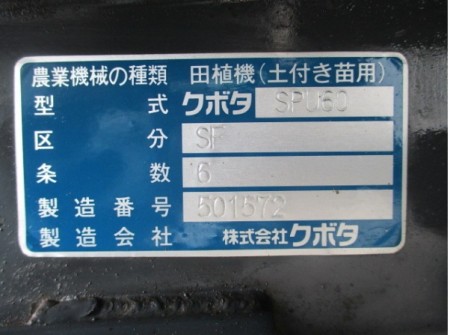 農業機械の種類 田植機(土付き苗用)
型式 クボタ SPU60
区分 SF
条数 6
製造番号 501572
製造会社 株式会社クボタ